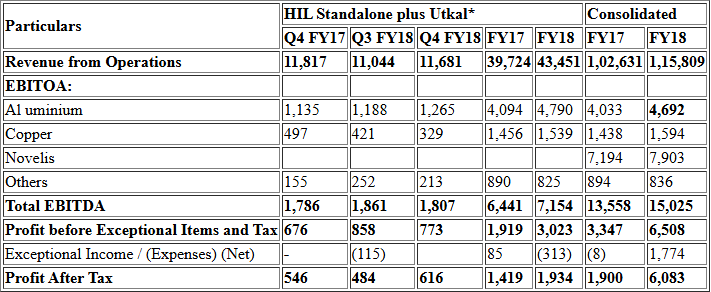 Particulars HIL Standalone plus Utkal* Consolidated
Q4 FY17 Q3 FY18 Q4 FY18 FY17 FY18 FY17 FY18
Revenue from Operations 11,817 11,044 11,681 39,724 43,451 1,02,631 1,15,809
EBITOA:
Al uminium 1,135 1,188 1,265 4,094 4,790 4,033 4,692
Copper 497 421 329 1,456 1,539 1,438 1,594
Novelis 7,194 7,903
Others 155 252 213 890 825 894 836
Total EBITDA 1,786 1,861 1,807 6,441 7,154 13,558 15,025
Profit before Exceptional Items and Tax 676 858 773 1,919 3,023 3,347 6,508
Exceptional Income / (Expenses) (Net) - (115) 85 (313) (8) 1,774
Profit After Tax 546 484 616 1,419 1,934 1,900 6,083